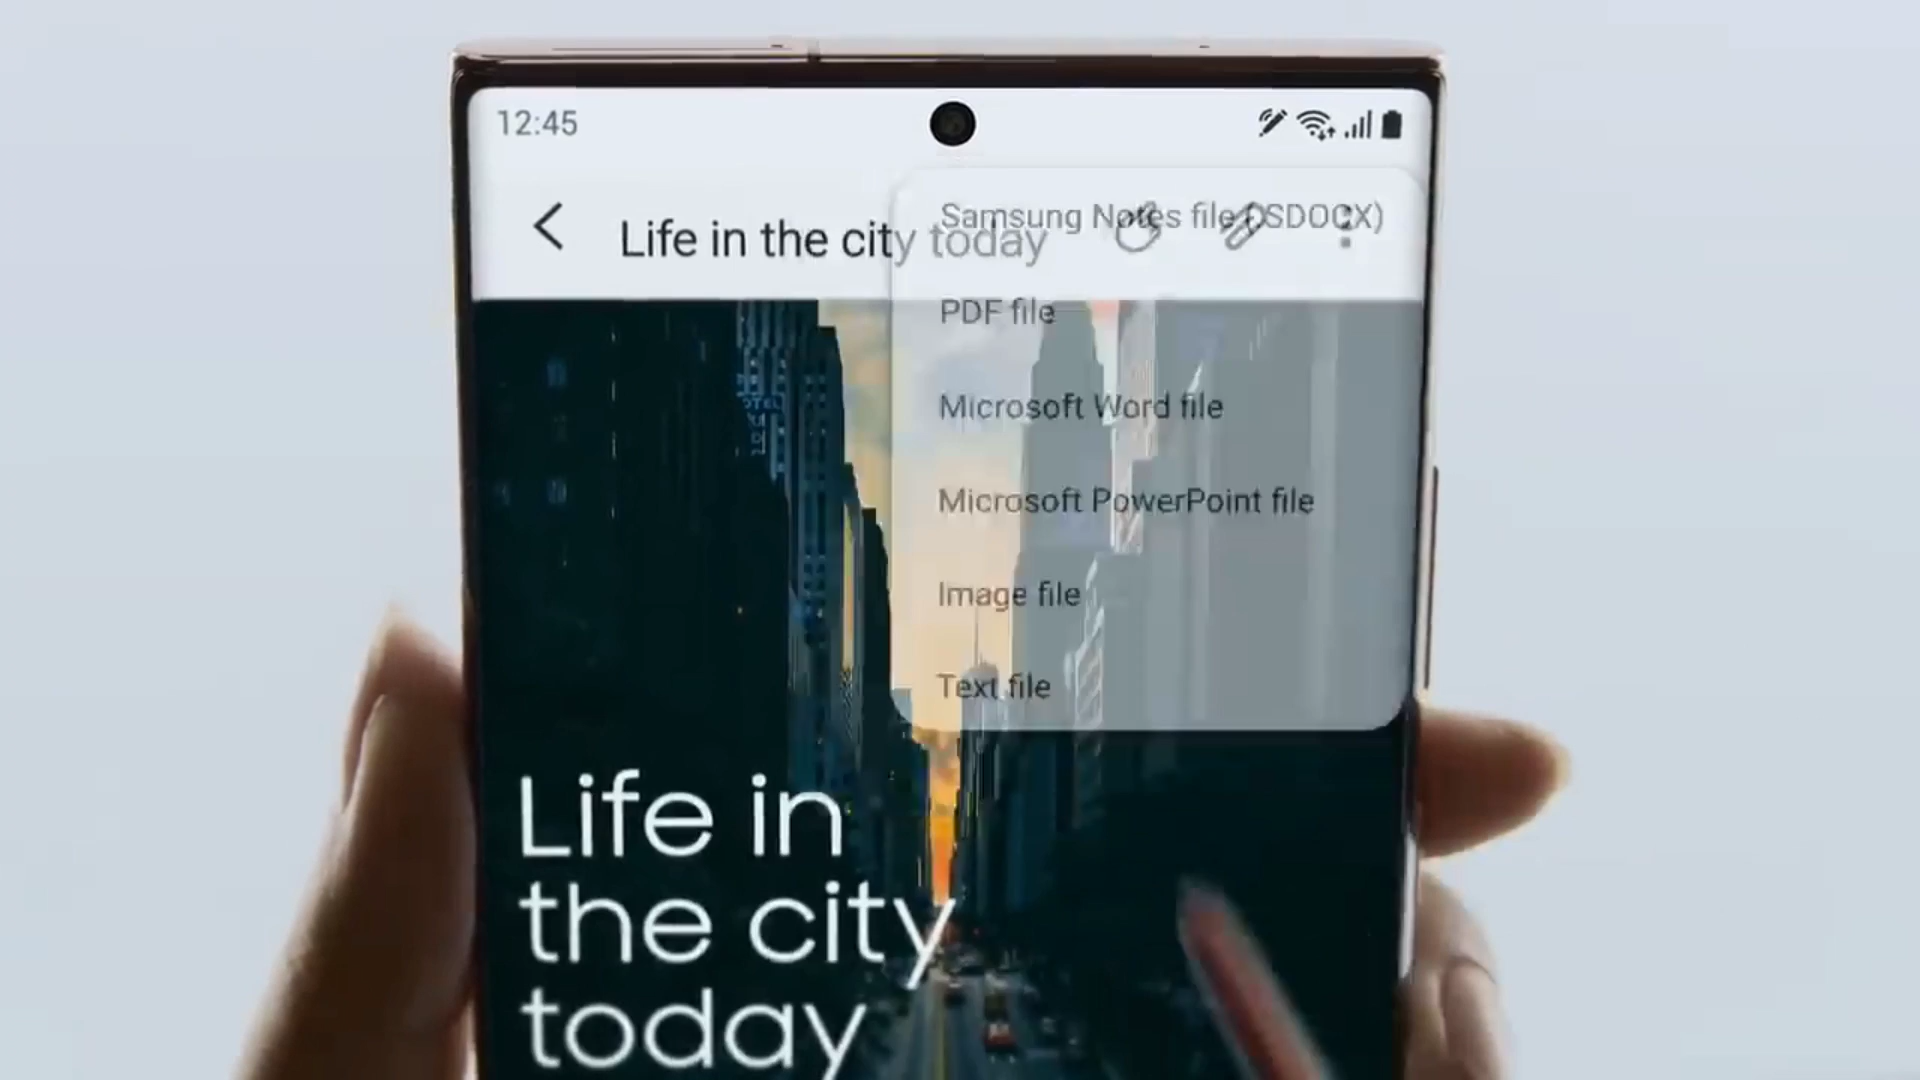 12:45
Life in the city today
Samsung Notes file (.SDOCX)
PDF file
Microsoft Word file
Microsoft PowerPoint file
Image file
Text file
Life in
the city
today